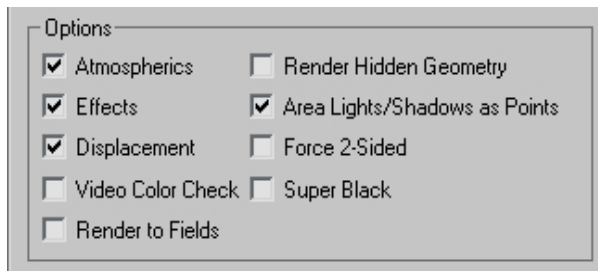 Options
Atmospherics
Render Hidden Geometry
Effects
Area Lights/Shadows as Points
Displacement
Force 2-Sided
Video Color Check
Super Black
Render to Fields